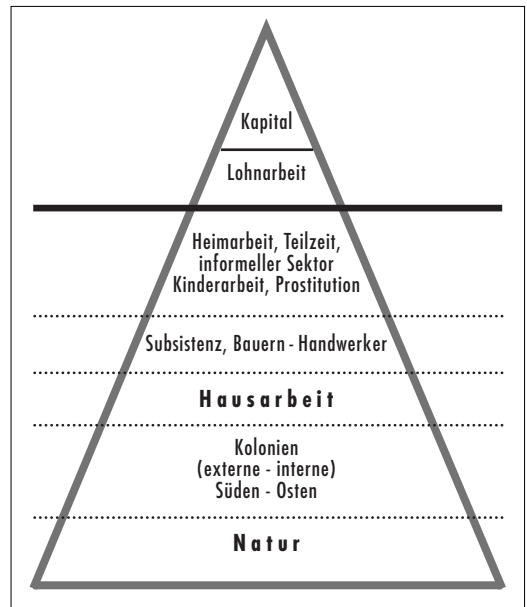 Kapital
Lohnarbeit
Heimarbeit, Teilzeit,
informeller Sektor
Kinderarbeit, Prostitution
Subsistenz, Bauern - Handwerker
Hausarbeit
Kolonien
(externe - interne)
Süden - Osten
Natur